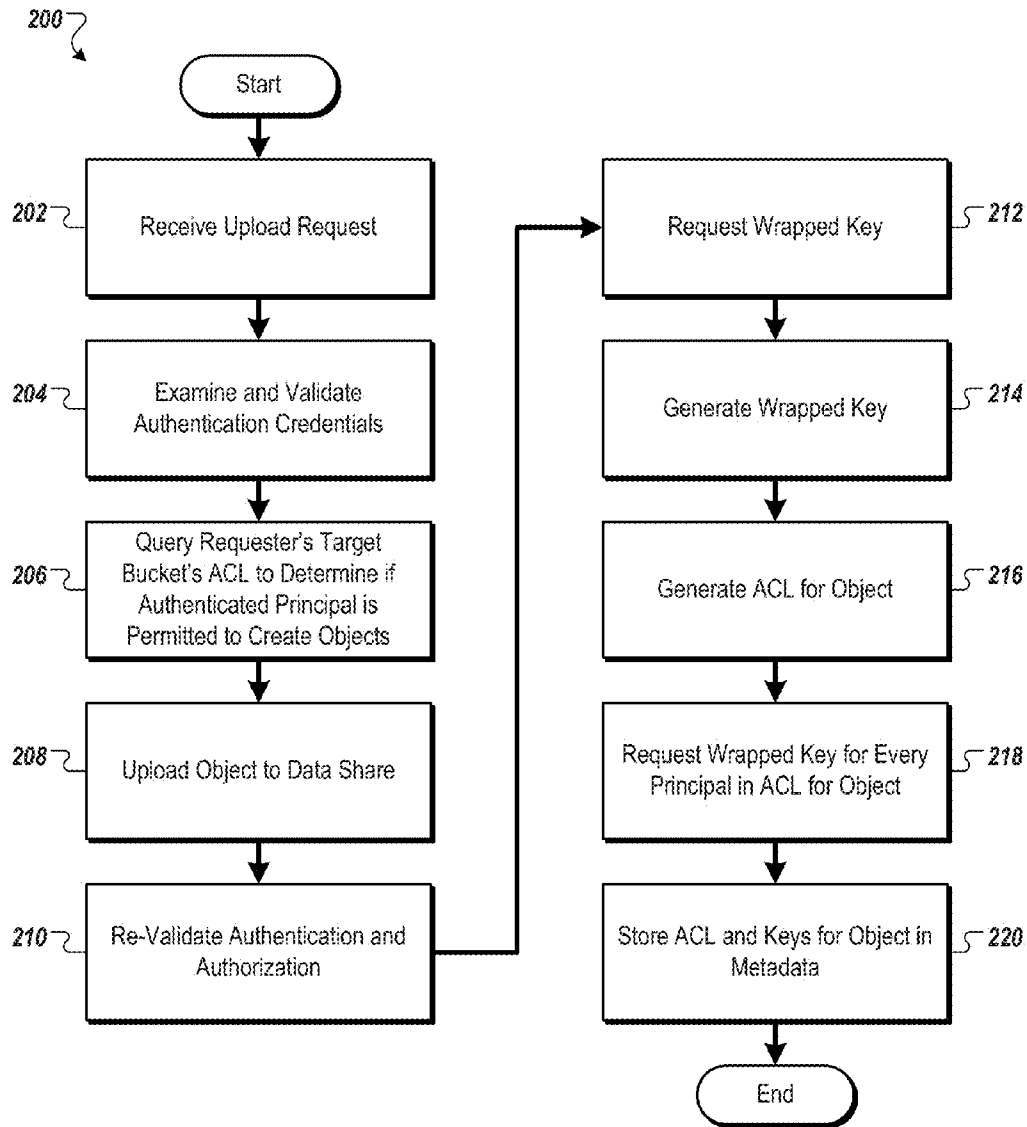 200
Start
202
Receive Upload Request
204
Examine and Validate
Authentication Credentials
206
Query Requester's Target
Bucket's ACL to Determine if
Authenticated Principal is
Permitted to Create Objects
208
Upload Object to Data Share
210
Re-Validate Authentication and
Authorization
Request Wrapped Key
212
Generate Wrapped Key
214
Generate ACL for Object
216
Request Wrapped Key for Every
Principal in ACL for Object
218
Store ACL and Keys for Object in
Metadata
220
End